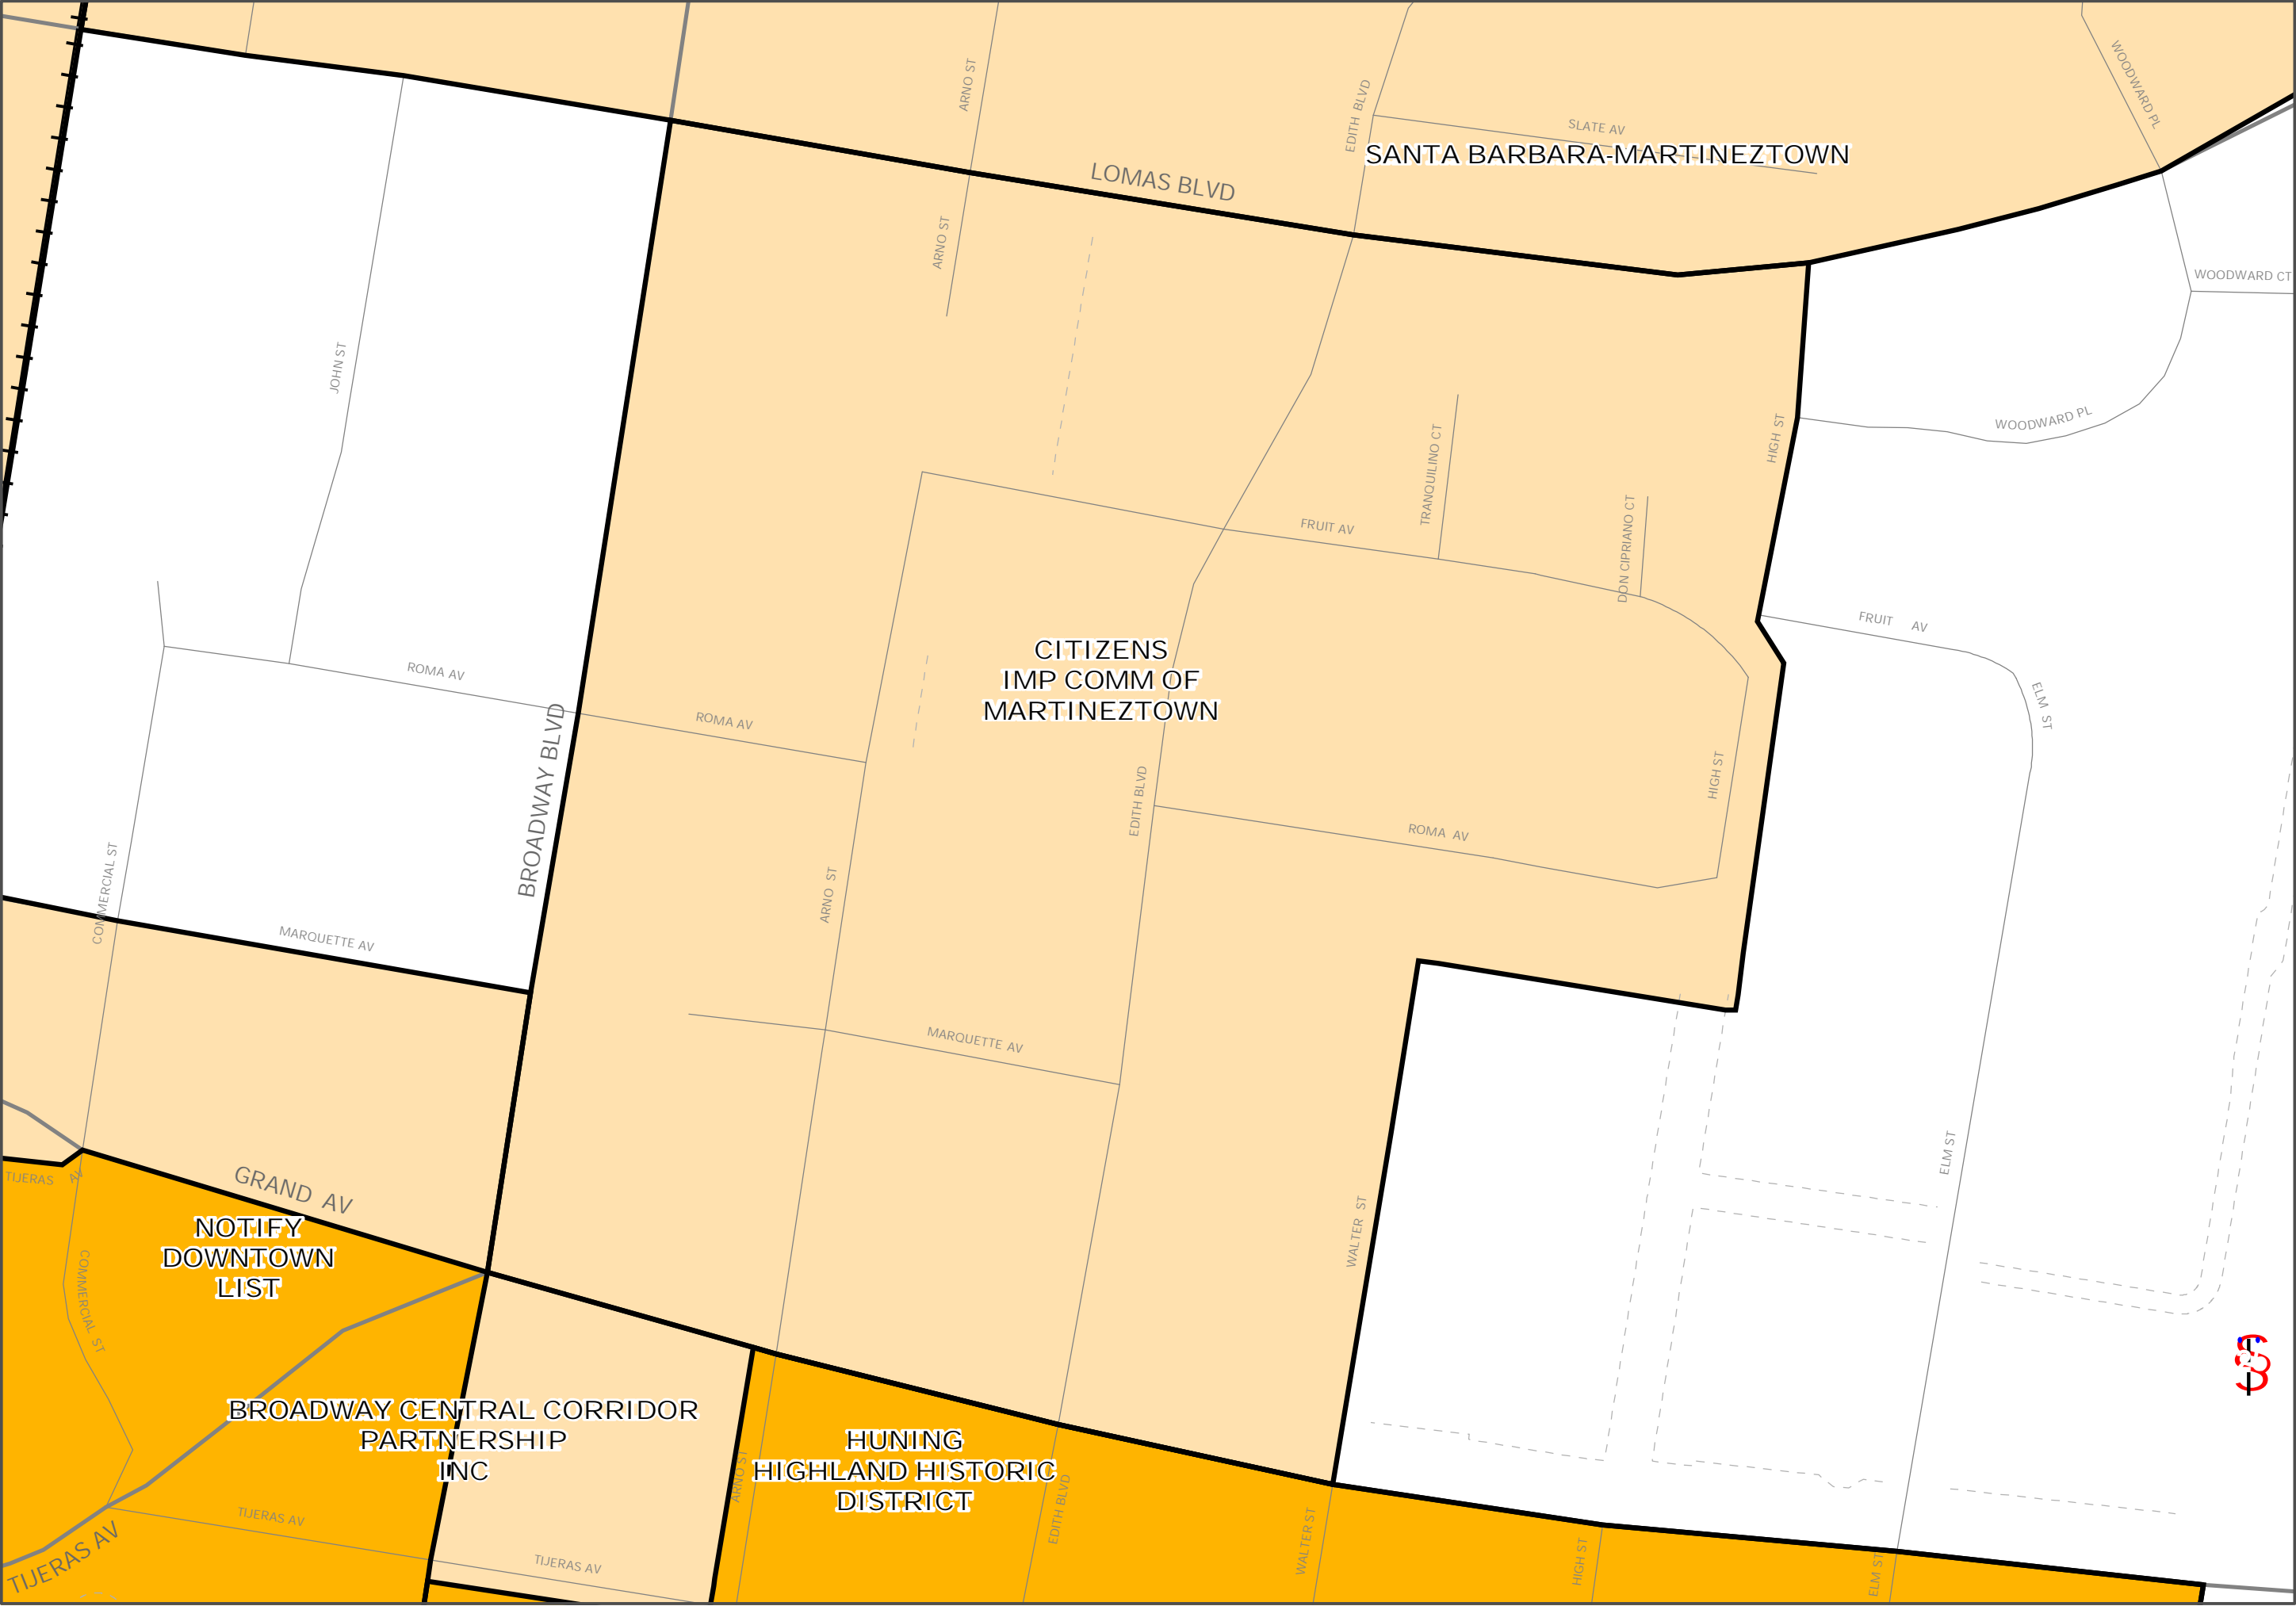 ARNO ST
EDITH BLVD
WOODWARD PL
SLATE AV
SANTA BARBARA-MARTINEZTOWN
LOMAS BLVD
ARNO ST
WOODWARD CT
JOHN ST
HIGH ST
WOODWARD PL
TRANQUILINO CT
FRUIT AV
DON CIPRIANO CT
FRUIT AV
CITIZENS
IMP COMM OF
MARTINEZTOWN
ROMA AV
ROMA AV
ELM ST
BROADWAY BLVD
EDITH BLVD
HIGH ST
ROMA AV
COMMERCIAL ST
ARNO ST
MARQUETTE AV
MARQUETTE AV
ELM ST
TIJERAS AV
GRAND AV
WALTER ST
NOTIFY
DOWNTOWN
LIST
COMMERCIAL ST
BROADWAY CENTRAL CORRIDOR
PARTNERSHIP
INC
HUNING
HIGHLAND HISTORIC
DISTRICT
ARNO ST
EDITH BLVD
WALTER ST
HIGH ST
ELM ST
TIJERAS AV
TIJERAS AV
TIJERAS AV